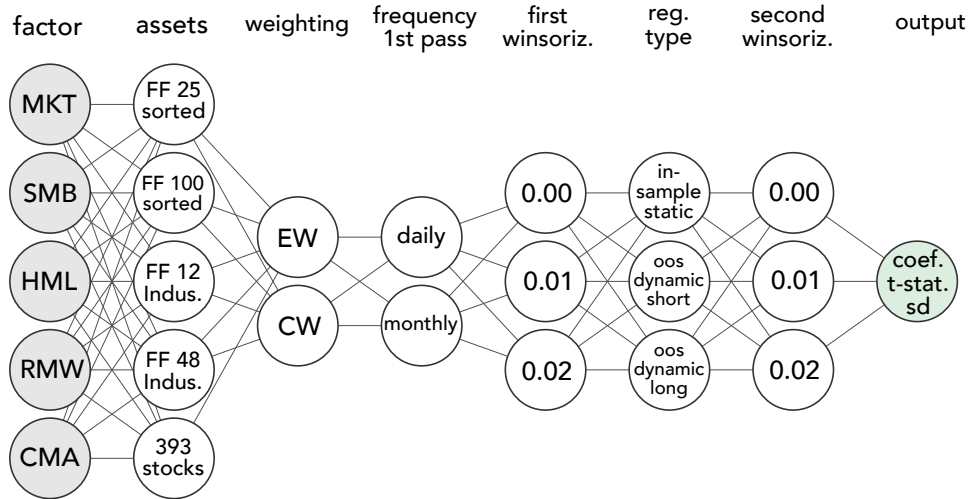 factor
assets
weighting
frequency
1st pass
first
winsoriz.
reg.
type
second
winsoriz.
output
MKT
SMB
HML
RMW
CMA
FF 25
sorted
FF 100
sorted
FF 12
Indus.
FF 48
Indus.
393
stocks
EW
CW
daily
monthly
0.00
0.01
0.02
in-
sample
static
oos
dynamic
short
oos
dynamic
long
0.00
0.01
0.02
coef.
t-stat.
sd